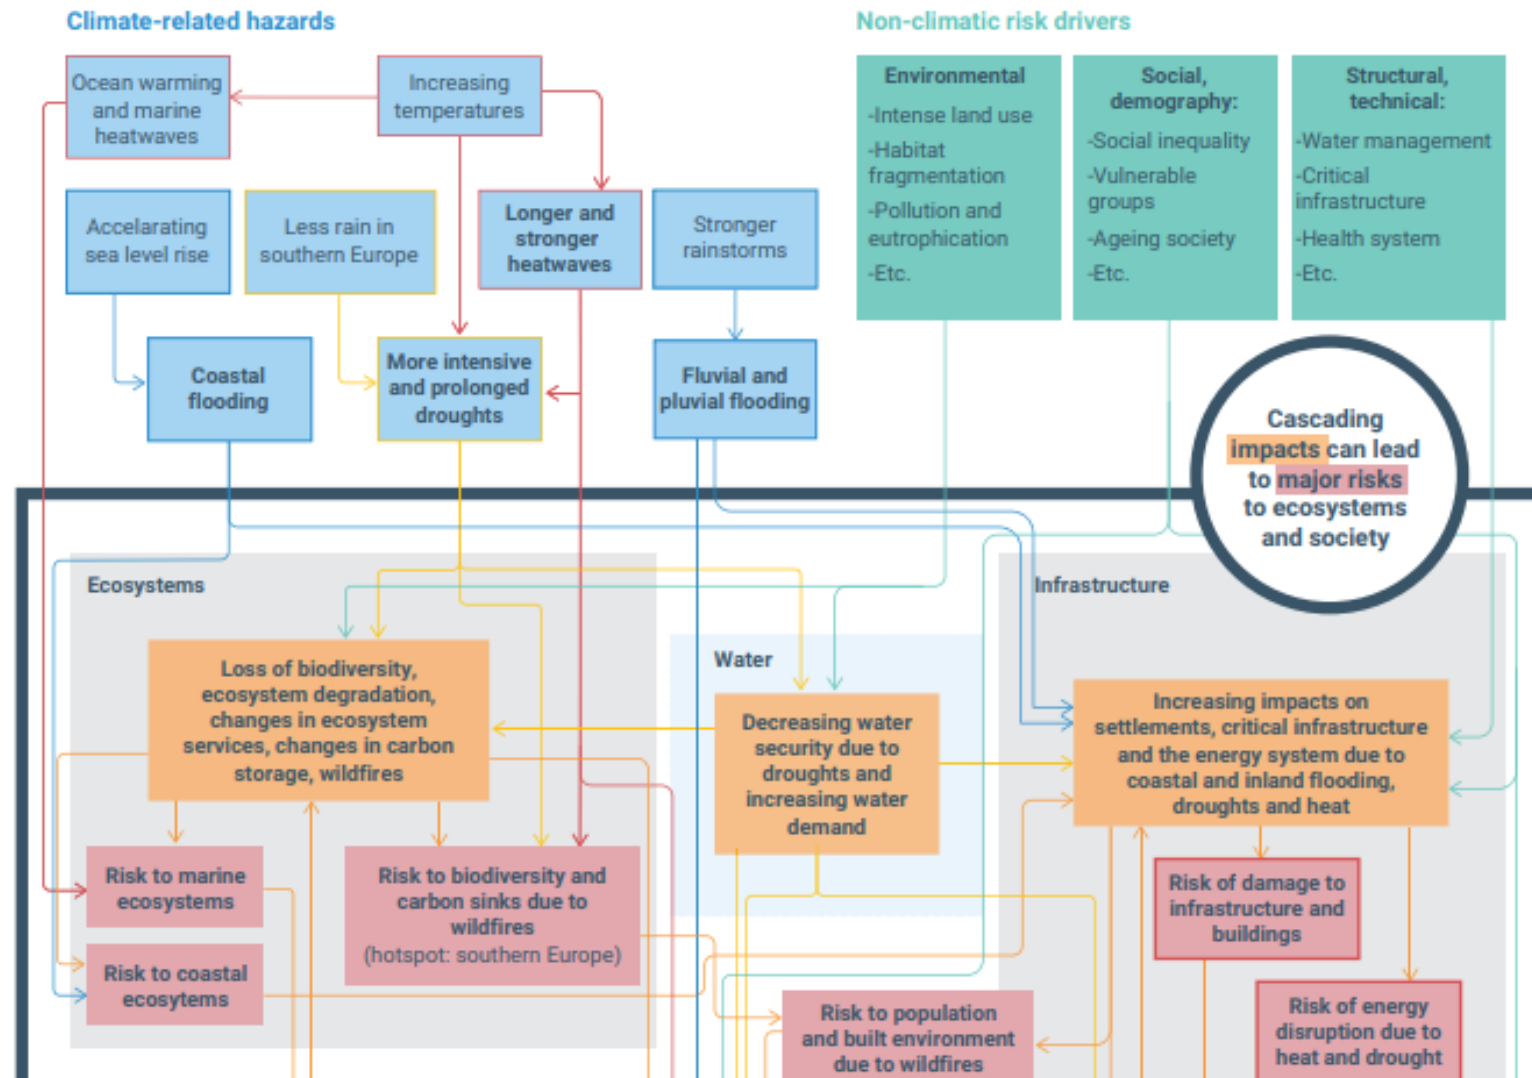 Climate-related hazards
Non-climatic risk drivers
Ocean warming
and marine
heatwaves
Increasing
temperatures
Accelarating
sea level rise
Less rain in
southern Europe
Longer and
stronger
heatwaves
Stronger
rainstorms
Coastal
flooding
More intensive
and prolonged
droughts
Fluvial and
pluvial flooding
Environmental
-Intense land use
-Habitat
fragmentation
-Pollution and
eutrophication
-Etc.
Social,
demography:
-Social inequality
-Vulnerable
groups
-Ageing society
-Etc.
Structural,
technical:
-Water management
-Critical
infrastructure
-Health system
-Etc.
Cascading
impacts can lead
to major risks
to ecosystems
and society
Ecosystems
Loss of biodiversity,
ecosystem degradation,
changes in ecosystem
services, changes in carbon
storage, wildfires
Risk to marine
ecosystems
Risk to coastal
ecosytems
Risk to biodiversity and
carbon sinks due to
wildfires
(hotspot: southern Europe)
Water
Decreasing water
security due to
droughts and
increasing water
demand
Risk to population
and built environment
due to wildfires
Infrastructure
Increasing impacts on
settlements, critical infrastructure
and the energy system due to
coastal and inland flooding,
droughts and heat
Risk of damage to
infrastructure and
buildings
Risk of energy
disruption due to
heat and drought